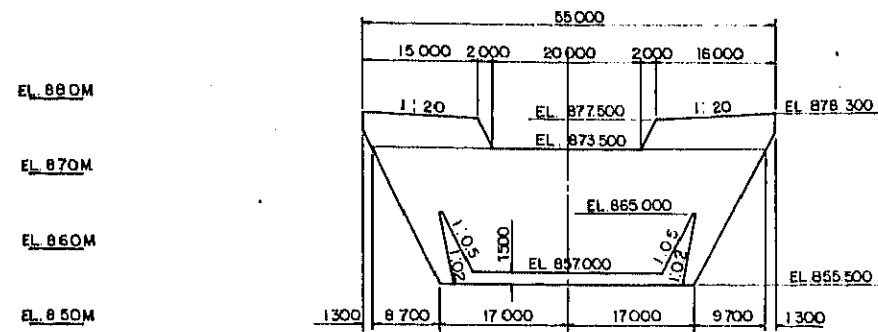 55 000
15 000 2 000 20 000 2 000 16 000
EL. 880M
1 : 20 EL. 877.500 1 : 20 EL 878 300
EL. 873.500
EL. 870M
EL. 865 000
EL. 860M
1:0.5 1500 1:0.5
1:0.2 EL 857.000 1:0.2
EL. 855.500
EL. 850M
1 300 8 700 17 000 17 000 9 700 1 300